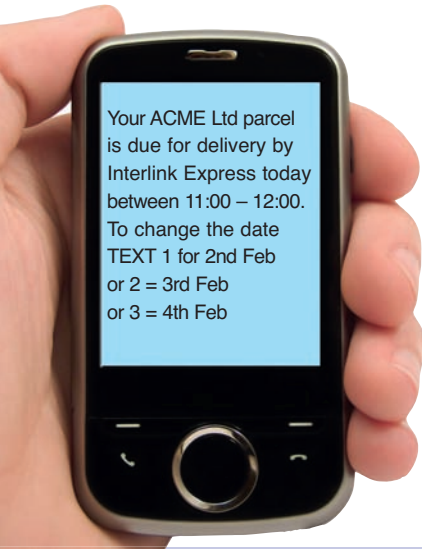 Your ACME Ltd parcel
is due for delivery by
Interlink Express today
between 11:00 – 12:00.
To change the date
TEXT 1 for 2nd Feb
or 2 = 3rd Feb
or 3 = 4th Feb